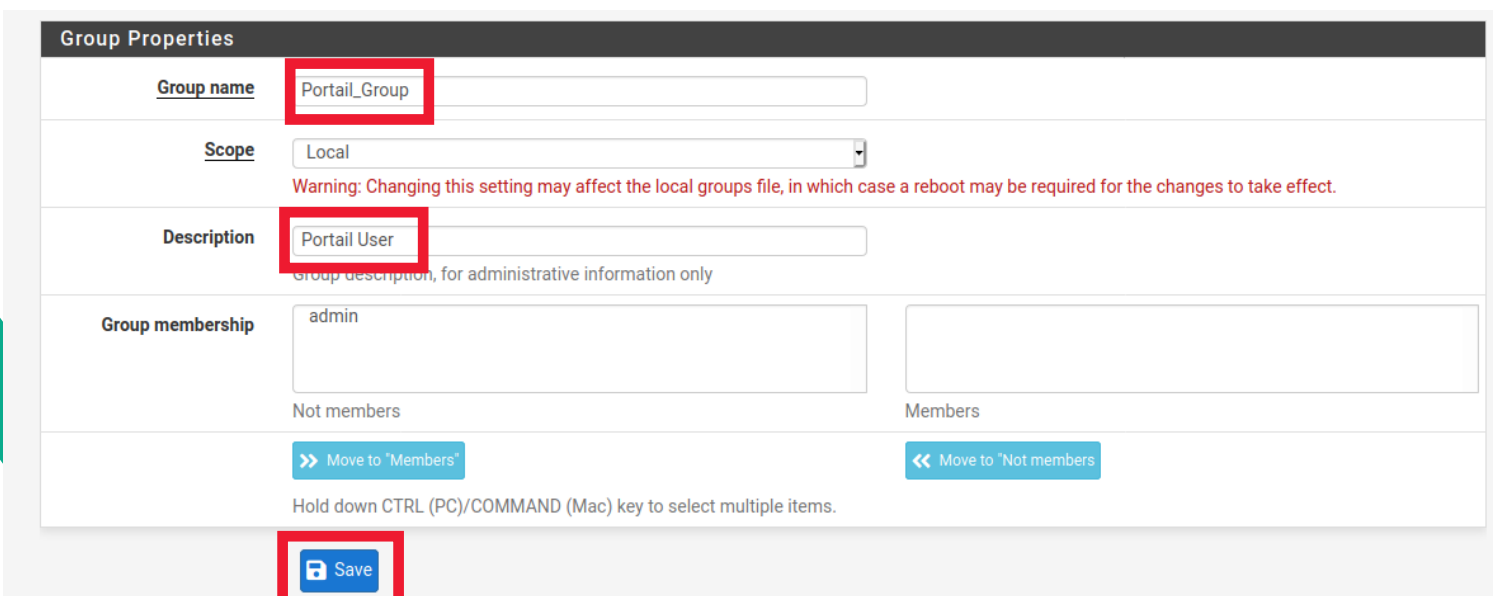 Group Properties
Group name
Portail_Group
Scope
Local
Warning: Changing this setting may affect the local groups file, in which case a reboot may be required for the changes to take effect.
Description
Portail User
Group description, for administrative information only
Group membership
admin
Not members
Members
Move to "Members"
Move to "Not members
Hold down CTRL (PC)/COMMAND (Mac) key to select multiple items.
Save